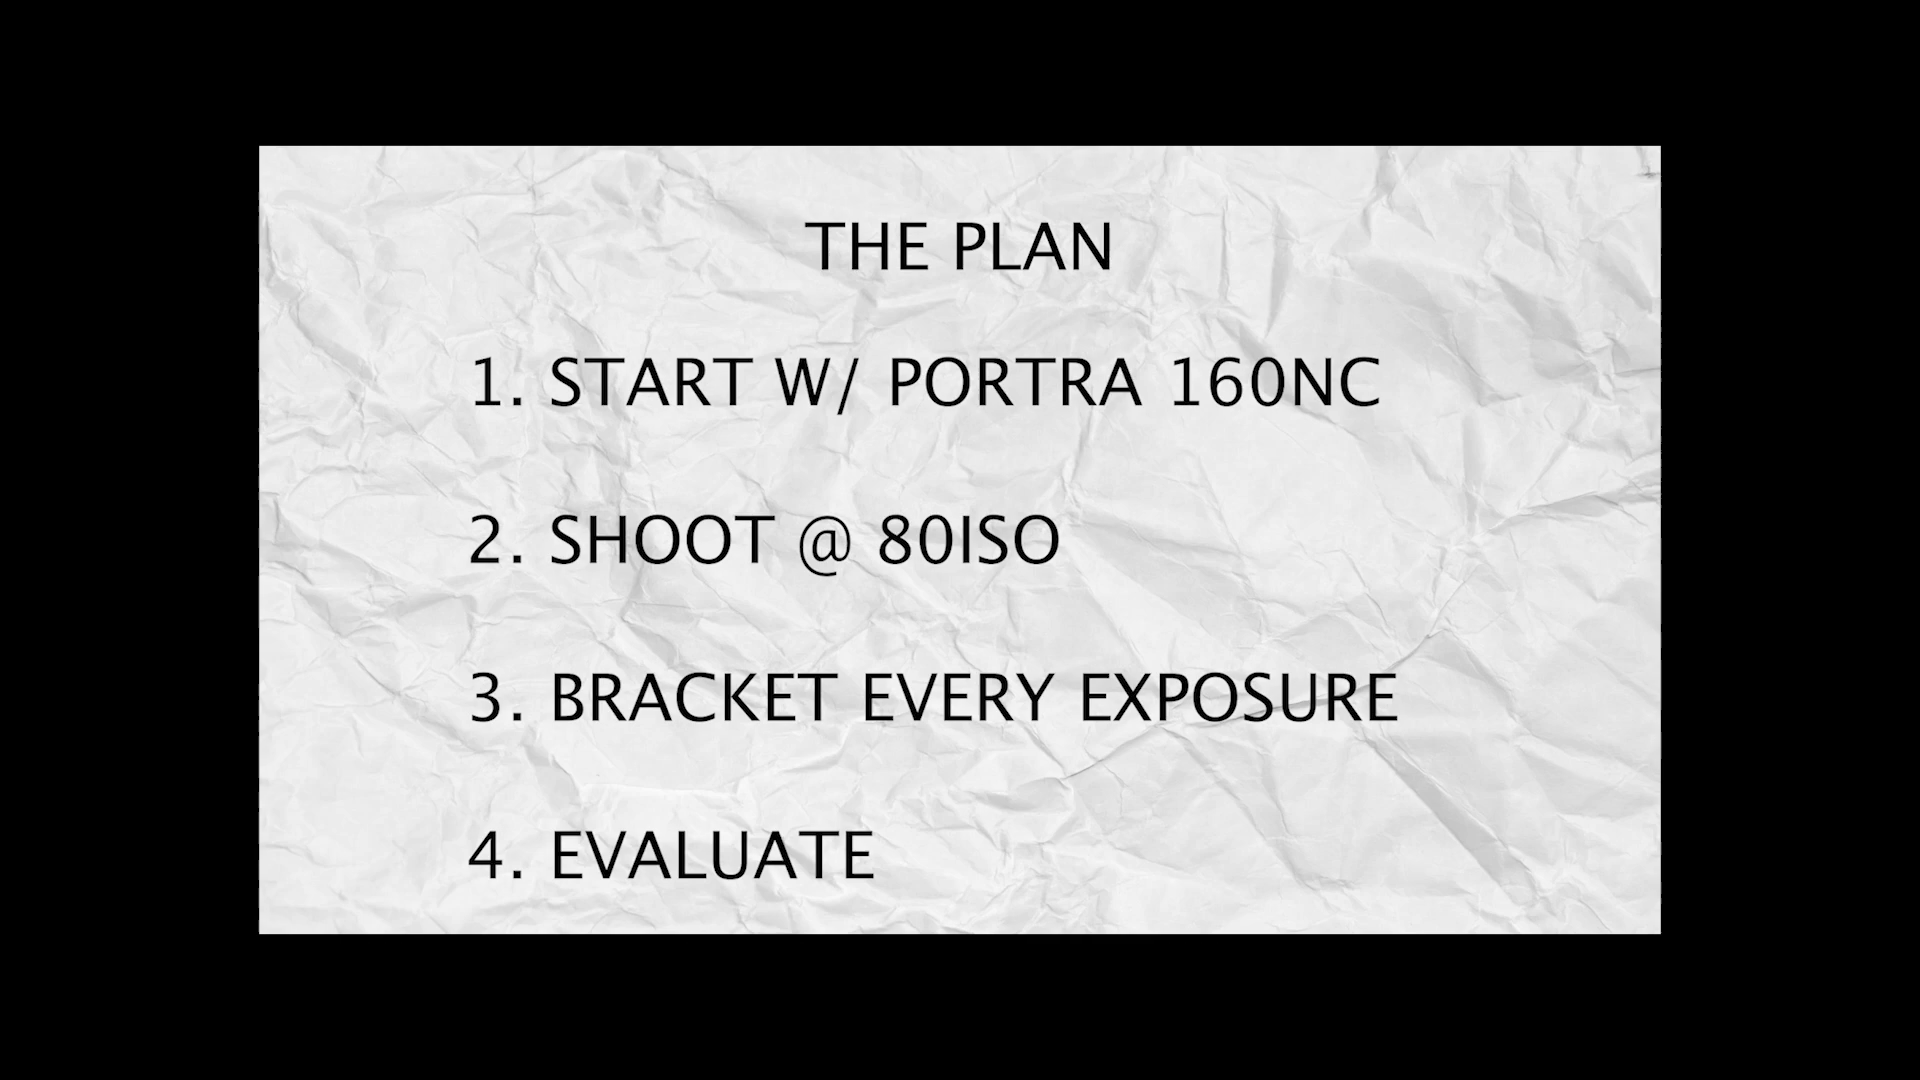 THE PLAN
1. START W/ PORTRA 160NC
2. SHOOT @ 80ISO
3. BRACKET EVERY EXPOSURE
4. EVALUATE